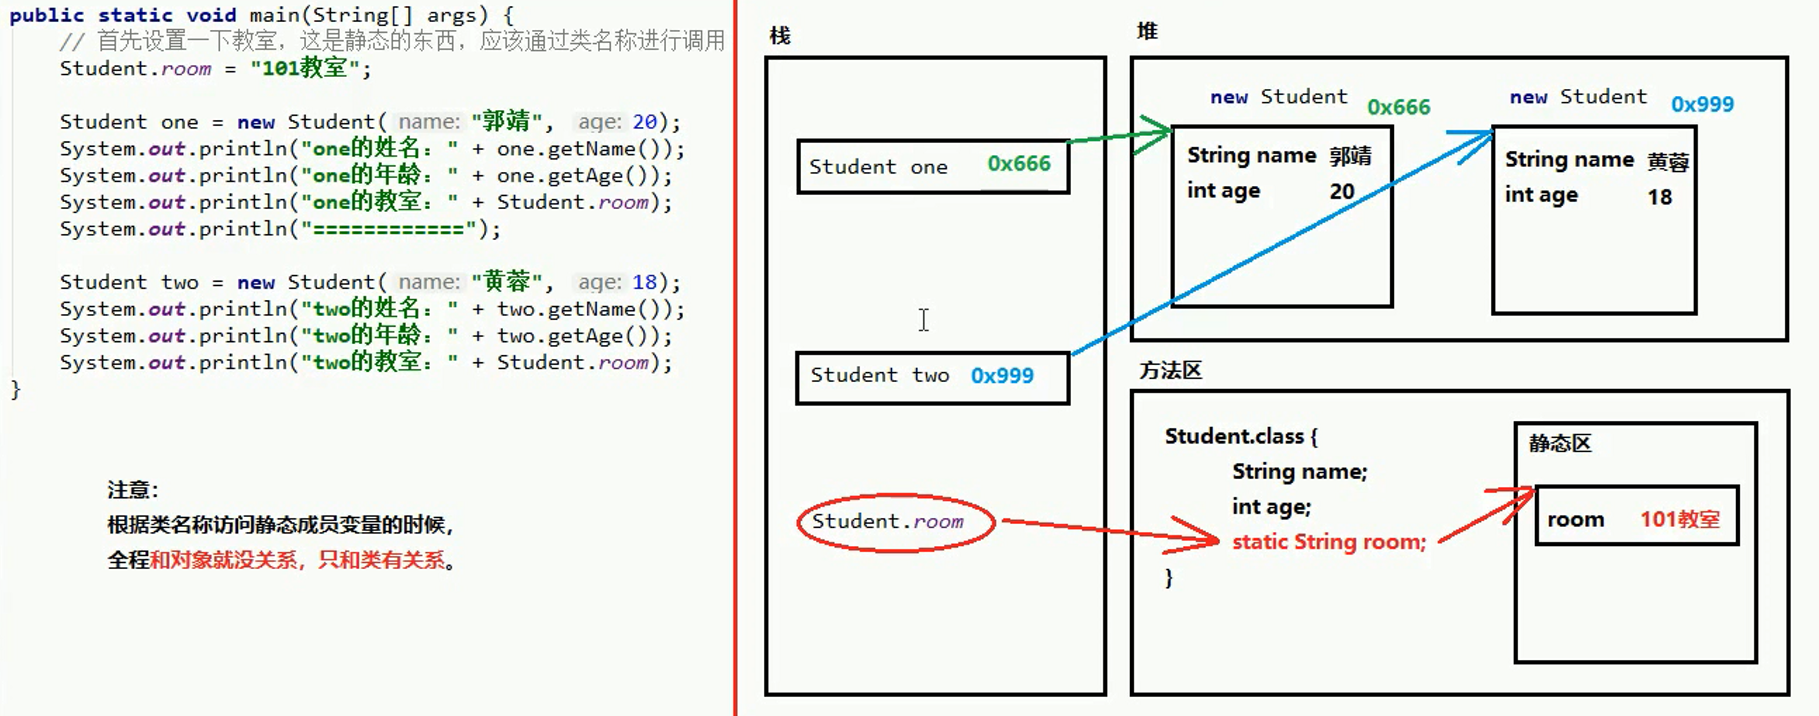 public static void main(String[] args) {
// 首先设置一下教室，这是静态的东西，应该通过类名称进行调用
Student.room = "101教室";
Student one = new Student( name: "郭靖", age: 20);
System.out.println("one的姓名：" + one.getName());
System.out.println("one的年龄：" + one.getAge());
System.out.println("one的教室：" + Student.room);
System.out.println("============");
Student two = new Student( name: "黄蓉", age: 18);
System.out.println("two的姓名：" + two.getName());
System.out.println("two的年龄：" + two.getAge());
System.out.println("two的教室：" + Student.room);
}
注意：
根据类名称访问静态成员变量的时候，
全程和对象就没关系，只和类有关系。
栈
Student one 0x666
Student two 0x999
Student.room
堆
new Student 0x666
String name 郭靖
int age 20
new Student 0x999
String name 黄蓉
int age 18
方法区
Student.class {
String name;
int age;
static String room;
}
静态区
room 101教室